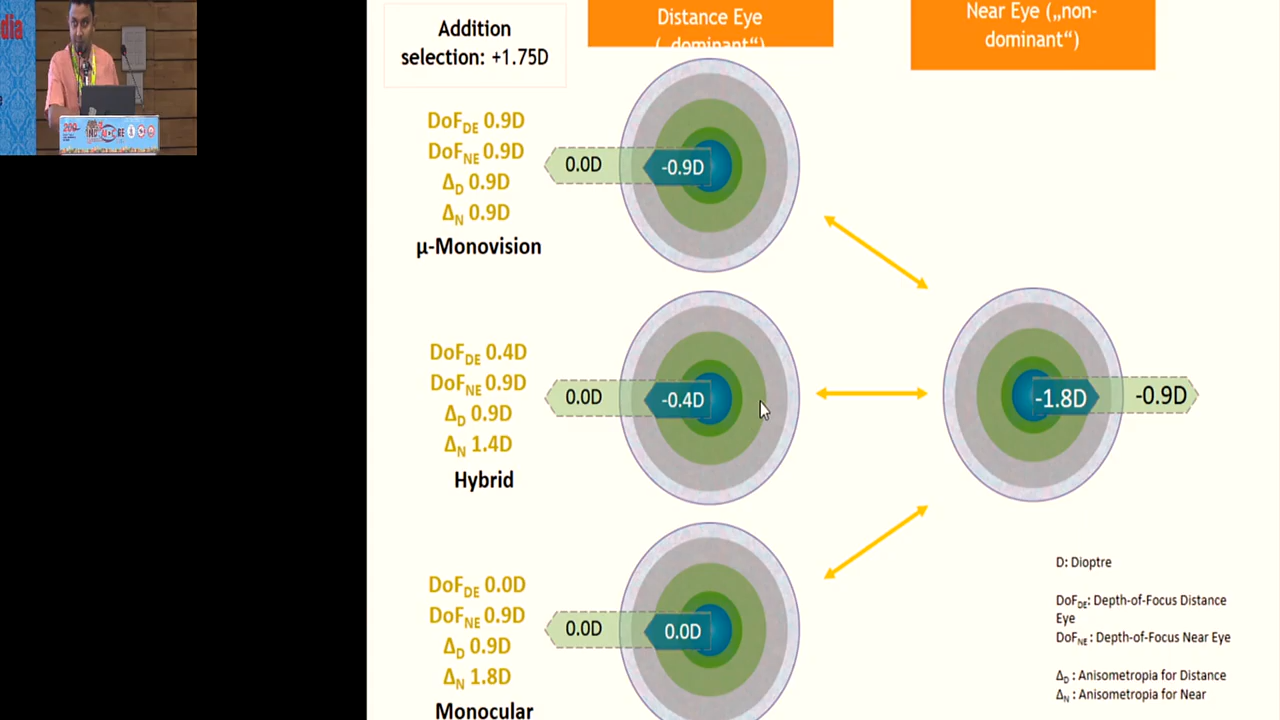 dia
Addition
selection: +1.75D
Distance Eye
(„dominant“)
Near Eye („non-
dominant“)
DoF_DE 0.9D
DoF_NE 0.9D
Δ_D 0.9D
Δ_N 0.9D
µ-Monovision
0.0D
-0.9D
DoF_DE 0.4D
DoF_NE 0.9D
Δ_D 0.9D
Δ_N 1.4D
Hybrid
0.0D
-0.4D
-1.8D
-0.9D
DoF_DE 0.0D
DoF_NE 0.9D
Δ_D 0.9D
Δ_N 1.8D
Monocular
0.0D
0.0D
D: Dioptre
DoF_DE: Depth-of-Focus Distance
Eye
DoF_NE : Depth-of-Focus Near Eye
Δ_D : Anisometropia for Distance
Δ_N : Anisometropia for Near